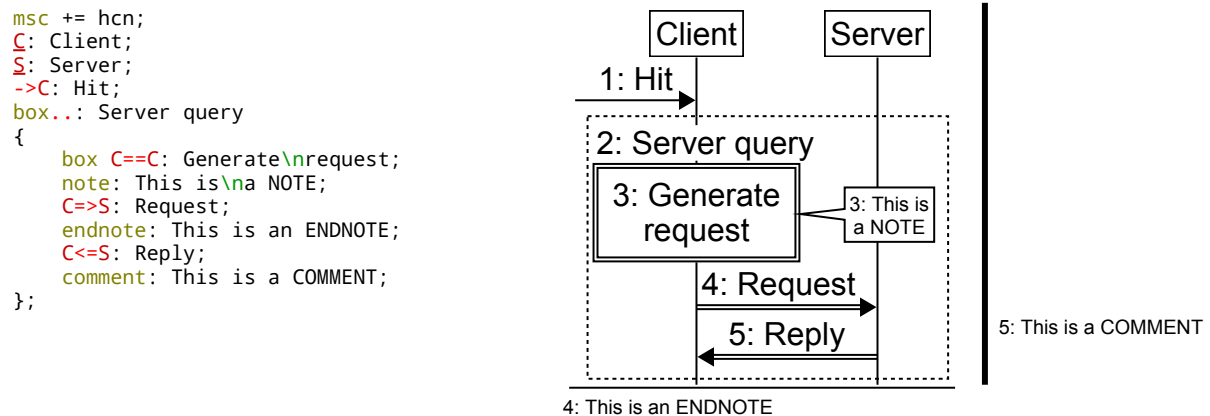 msc += hcn;
C: Client;
S: Server;
->C: Hit;
box..: Server query
{
    box C==C: Generate\nrequest;
    note: This is\na NOTE;
    C=>S: Request;
    endnote: This is an ENDNOTE;
    C<=S: Reply;
    comment: This is a COMMENT;
};
Client
Server
1: Hit
2: Server query
3: Generate
request
3: This is
a NOTE
4: Request
5: Reply
5: This is a COMMENT
4: This is an ENDNOTE